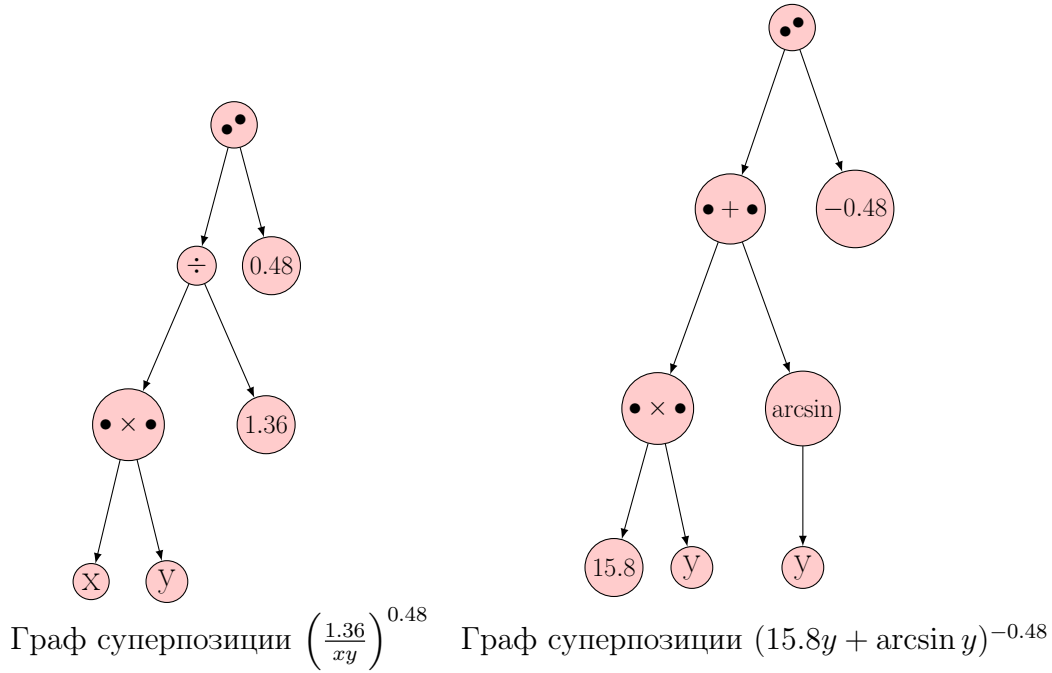 ••
•+•
−0.48
÷
0.48
•×•
1.36
•×•
arcsin
x
y
15.8
y
y
Граф суперпозиции (1.36/xy)^0.48
Граф суперпозиции (15.8y + arcsin y)^−0.48